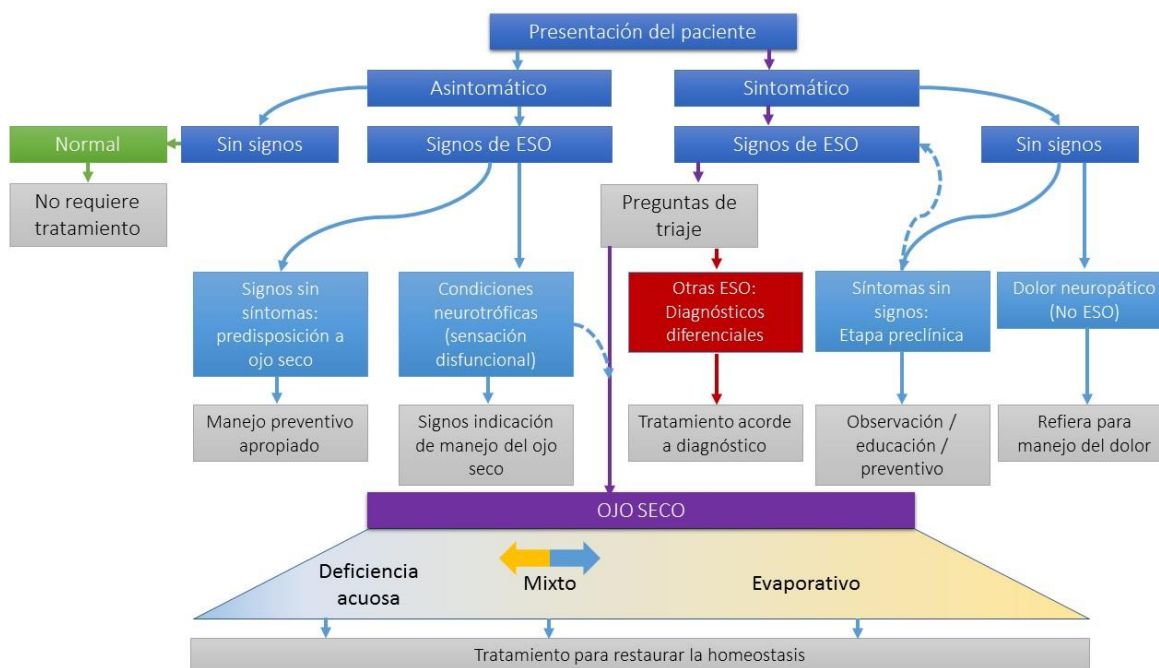 Presentación del paciente
Asintomático
Sintomático
Normal
Sin signos
Signos de ESO
Signos de ESO
Sin signos
No requiere
tratamiento
Preguntas de
triaje
Signos sin
síntomas:
predisposición a
ojo seco
Condiciones
neurotróficas
(sensación
disfuncional)
Otras ESO:
Diagnósticos
diferenciales
Síntomas sin
signos:
Etapa preclínica
Dolor neuropático
(No ESO)
Manejo preventivo
apropiado
Signos indicación
de manejo del ojo
seco
Tratamiento acorde
a diagnóstico
Observación /
educación /
preventivo
Refiera para
manejo del dolor
OJO SECO
Deficiencia
acuosa
Mixto
Evaporativo
Tratamiento para restaurar la homeostasis